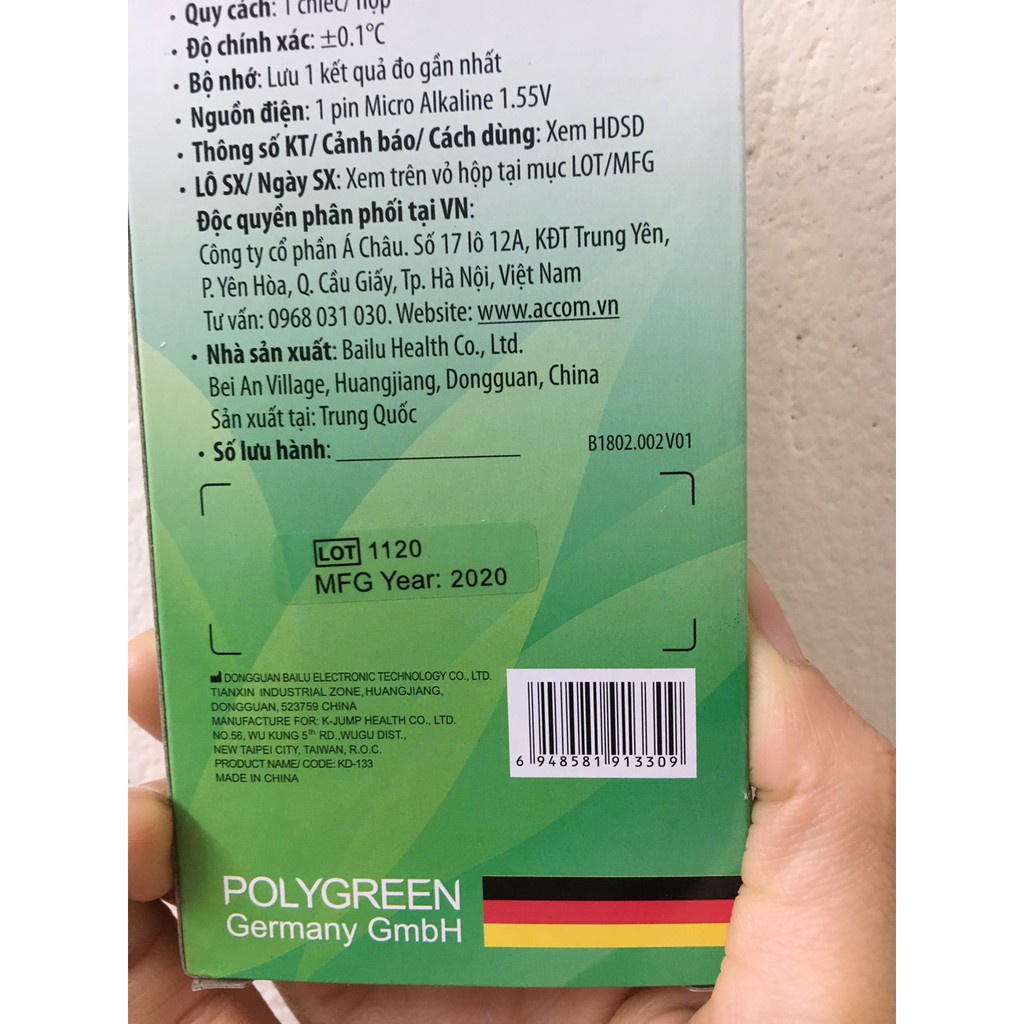 • Quy cách: 1 chiếc/ hộp
• Độ chính xác: ±0.1°C
• Bộ nhớ: Lưu 1 kết quả đo gần nhất
• Nguồn điện: 1 pin Micro Alkaline 1.55V
• Thông số KT/ Cảnh báo/ Cách dùng: Xem HDSD
• LÔ SX/ Ngày SX: Xem trên vỏ hộp tại mục LOT/MFG
Độc quyền phân phối tại VN:
Công ty cổ phần Á Châu. Số 17 lô 12A, KĐT Trung Yên,
P. Yên Hòa, Q. Cầu Giấy, Tp. Hà Nội, Việt Nam
Tư vấn: 0968 031 030. Website: www.accom.vn
• Nhà sản xuất: Bailu Health Co., Ltd.
Bei An Village, Huangjiang, Dongguan, China
Sản xuất tại: Trung Quốc
• Số lưu hành: ____________________
B1802.002V01
LOT 1120
MFG Year: 2020
DONGGUAN BAILU ELECTRONIC TECHNOLOGY CO., LTD.
TIANXIN INDUSTRIAL ZONE, HUANGJIANG,
DONGGUAN, 523759 CHINA
MANUFACTURE FOR: K-JUMP HEALTH CO., LTD.
NO.56, WU KUNG 5th RD.,WUGU DIST.,
NEW TAIPEI CITY, TAIWAN, R.O.C.
PRODUCT NAME/ CODE: KD-133
MADE IN CHINA
6 948581 913309
POLYGREEN
Germany GmbH